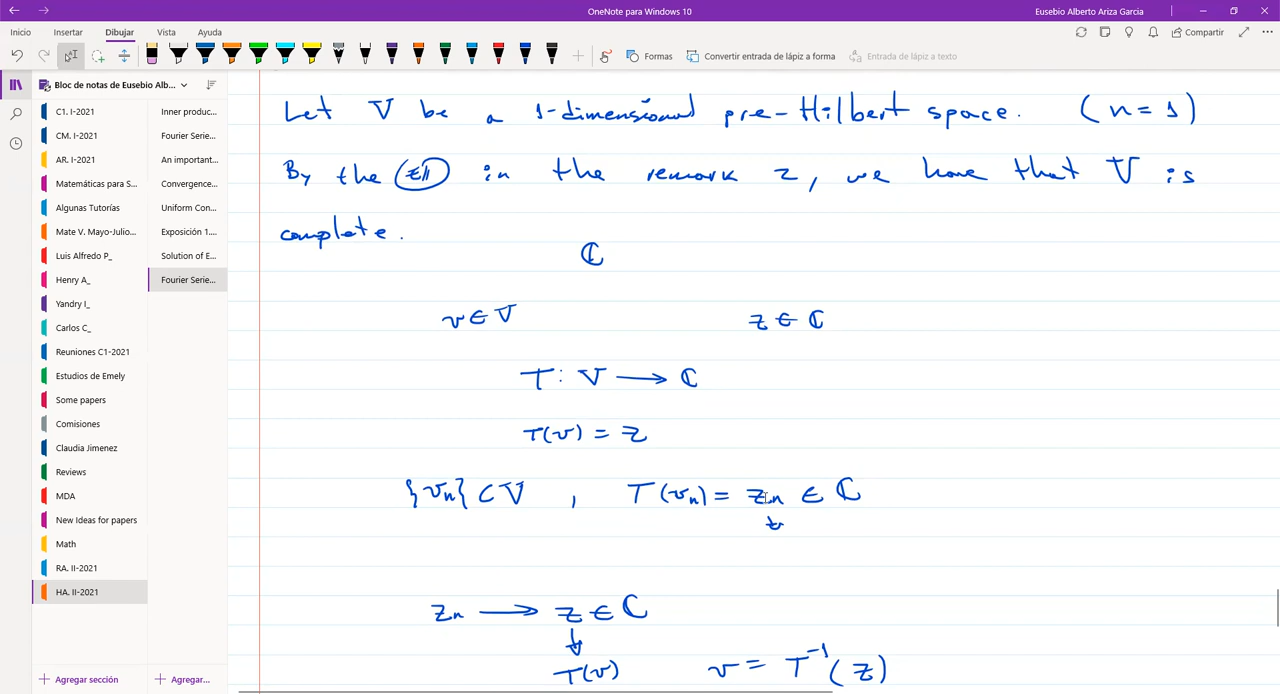 OneNote para Windows 10
Eusebio Alberto Ariza Garcia
Inicio Insertar Dibujar Vista Ayuda
Compartir
Formas Convertir entrada de lápiz a forma Entrada de lápiz a texto
Bloc de notas de Eusebio Alb...
C1. I-2021
CM. I-2021
AR. I-2021
Matemáticas para S...
Algunas Tutorías
Mate V. Mayo-Julio...
Luis Alfredo P_
Henry A_
Yandry I_
Carlos C_
Reuniones C1-2021
Estudios de Emely
Some papers
Comisiones
Claudia Jimenez
Reviews
MDA
New Ideas for papers
Math
RA. II-2021
HA. II-2021
Agregar sección
Inner produc...
Fourier Serie...
An important...
Convergence...
Uniform Con...
Exposición 1...
Solution of E...
Fourier Serie...
Agregar...
Let V be a 1-dimensional pre-Hilbert space. (n=1)
By the in the remark 2, we have that V is
complete.
ℂ
v ∈ V z ∈ ℂ
T: V → ℂ
T(v) = z
{vn} ⊂ V , T(vn) = zn ∈ ℂ
zn → z ∈ ℂ
↓
T(v) v = T⁻¹(z)